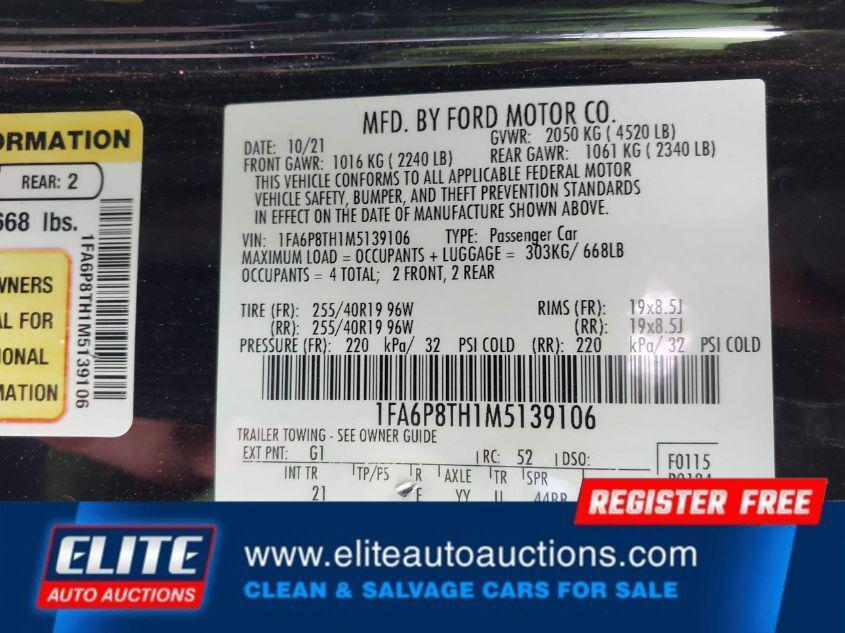 ORMATION
REAR: 2
668 lbs.
1FA6P8TH1M5139106
WNERS
AL FOR
IONAL
MATION
MFD. BY FORD MOTOR CO.
DATE: 10/21 GVWR: 2050 KG ( 4520 LB)
FRONT GAWR: 1016 KG ( 2240 LB) REAR GAWR: 1061 KG ( 2340 LB)
THIS VEHICLE CONFORMS TO ALL APPLICABLE FEDERAL MOTOR
VEHICLE SAFETY, BUMPER, AND THEFT PREVENTION STANDARDS
IN EFFECT ON THE DATE OF MANUFACTURE SHOWN ABOVE.
VIN: 1FA6P8TH1M5139106 TYPE: Passenger Car
MAXIMUM LOAD = OCCUPANTS + LUGGAGE = 303KG/ 668LB
OCCUPANTS = 4 TOTAL; 2 FRONT, 2 REAR
TIRE (FR): 255/40R19 96W RIMS (FR): 19x8.5J
(RR): 255/40R19 96W (RR): 19x8.5J
PRESSURE (FR): 220 kPa/ 32 PSI COLD (RR): 220 kPa/ 32 PSI COLD
1FA6P8TH1M5139106
TRAILER TOWING - SEE OWNER GUIDE
EXT PNT: G1 RC: 52 DSO: F0115
INT TR TP/PS R AXLE TR SPR
21 YY 44BB
REGISTER FREE
ELITE
AUTO AUCTIONS
www.eliteautoauctions.com
CLEAN & SALVAGE CARS FOR SALE